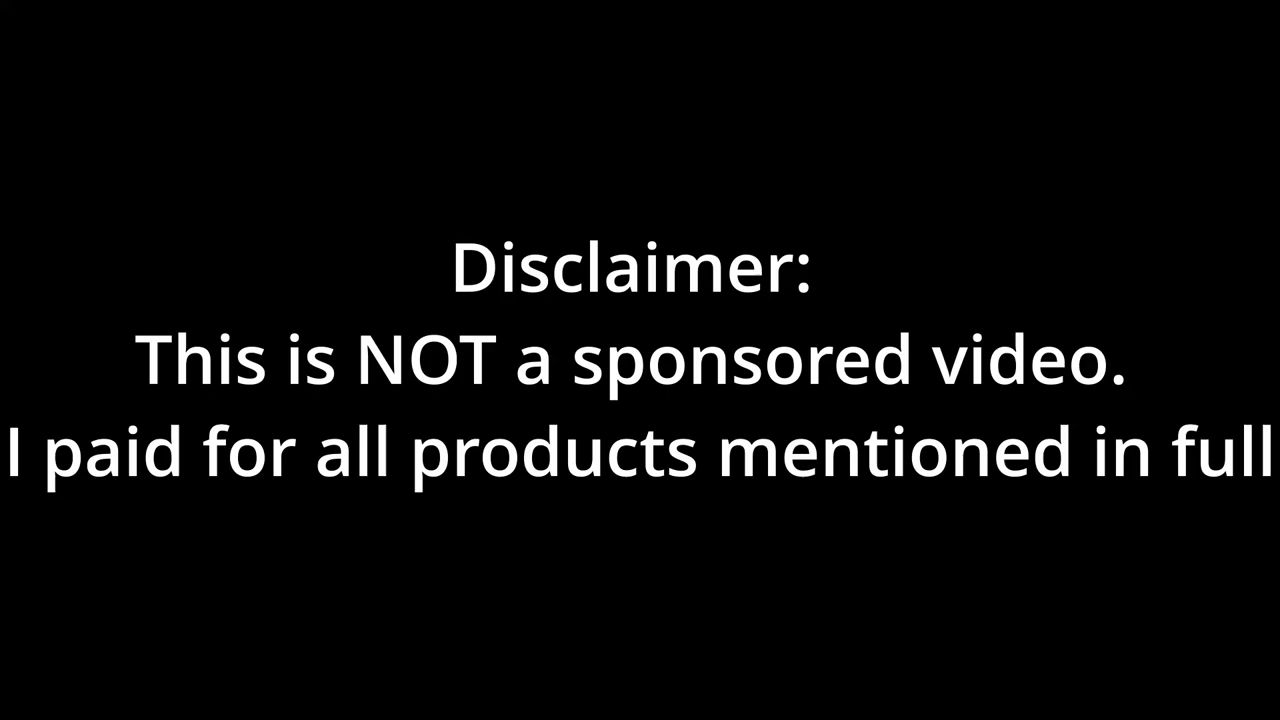 Disclaimer:
This is NOT a sponsored video.
I paid for all products mentioned in full